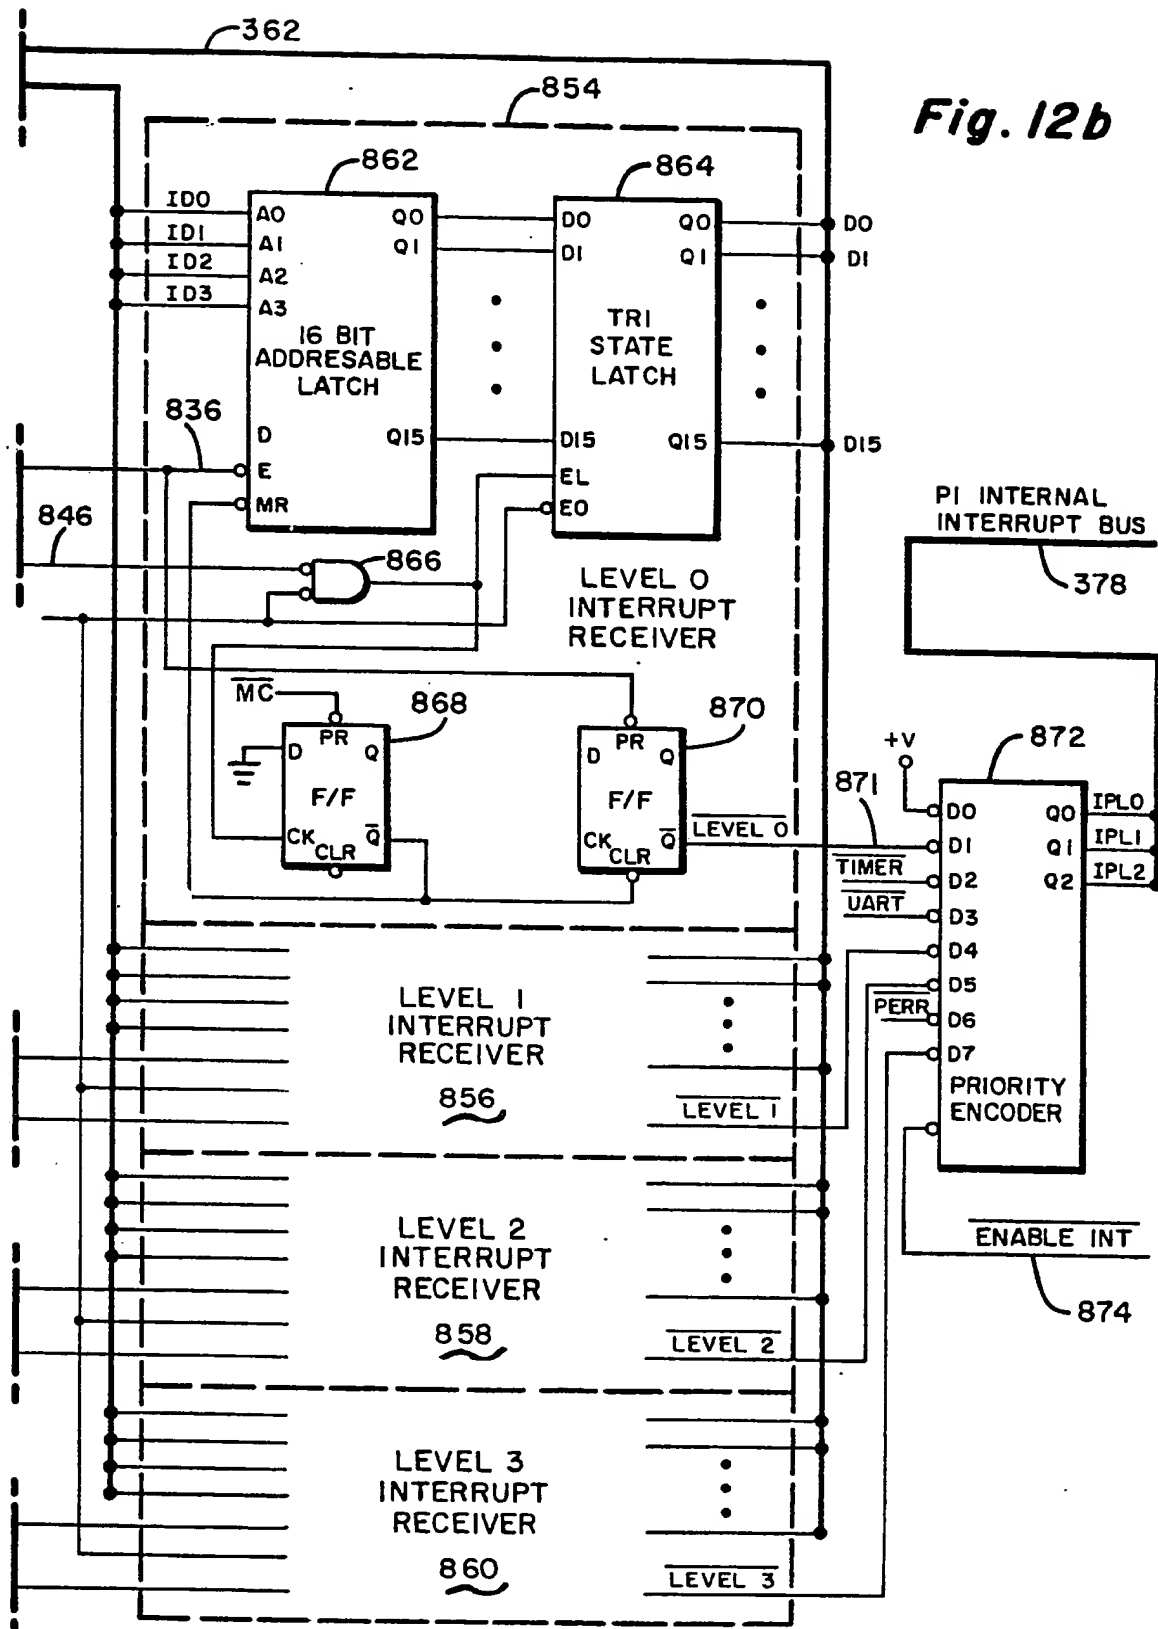 362
854
Fig. 12b
862
864
ID0
ID1
ID2
ID3
A0
A1
A2
A3
Q0
Q1
16 BIT
ADDRESABLE
LATCH
D
Q15
E
MR
D0
D1
TRI
STATE
LATCH
D15
EL
EO
Q0
Q1
Q15
D0
D1
D15
836
846
866
LEVEL 0
INTERRUPT
RECEIVER
PI INTERNAL
INTERRUPT BUS
378
MC
868
PR
D
Q
F/F
CK
Q
CLR
870
PR
D
Q
F/F
CK
Q
CLR
LEVEL 0
871
+V
872
TIMER
UART
PERR
D0
D1
D2
D3
D4
D5
D6
D7
Q0
Q1
Q2
IPL0
IPL1
IPL2
PRIORITY
ENCODER
LEVEL 1
INTERRUPT
RECEIVER
856
LEVEL 1
LEVEL 2
INTERRUPT
RECEIVER
858
LEVEL 2
ENABLE INT
874
LEVEL 3
INTERRUPT
RECEIVER
860
LEVEL 3